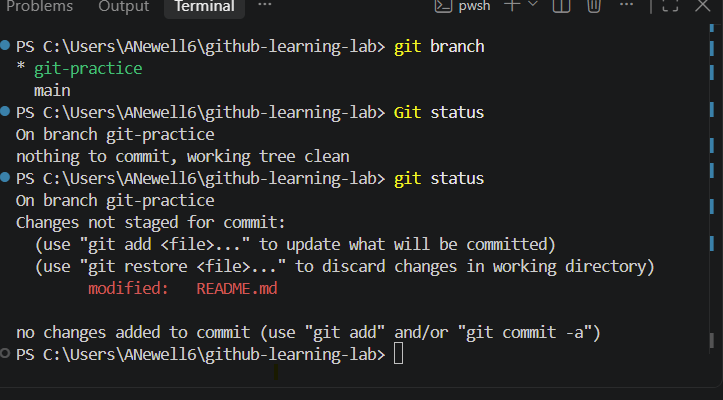 Problems Output Terminal ··· pwsh
PS C:\Users\ANewell6\github-learning-lab> git branch
* git-practice
  main
PS C:\Users\ANewell6\github-learning-lab> Git status
On branch git-practice
nothing to commit, working tree clean
PS C:\Users\ANewell6\github-learning-lab> git status
On branch git-practice
Changes not staged for commit:
  (use "git add <file>..." to update what will be committed)
  (use "git restore <file>..." to discard changes in working directory)
        modified:   README.md

no changes added to commit (use "git add" and/or "git commit -a")
PS C:\Users\ANewell6\github-learning-lab>